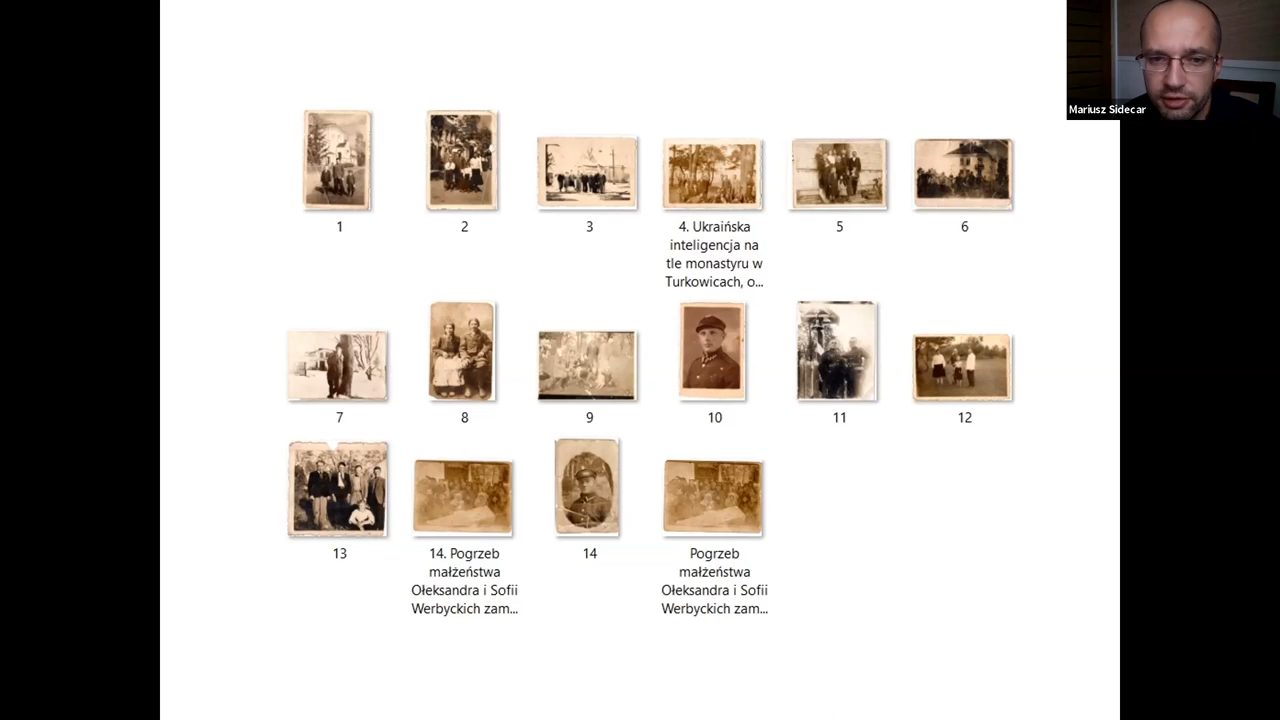 Mariusz Sidecar
1
2
3
4. Ukraińska
inteligencja na
tle monastyru w
Turkowicach, o...
5
6
7
8
9
10
11
12
13
14. Pogrzeb
małżeństwa
Ołeksandra i Sofii
Werbyckich zam...
14
Pogrzeb
małżeństwa
Ołeksandra i Sofii
Werbyckich zam...